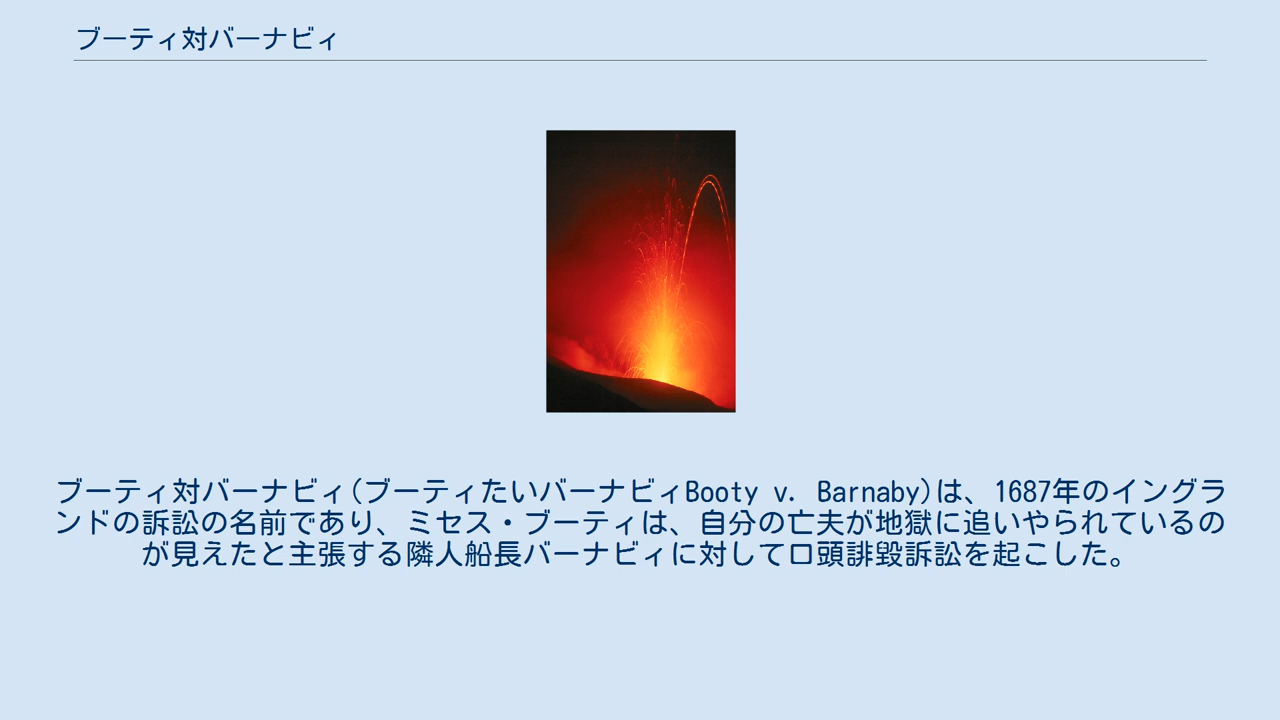 ブーティ対バーナビィ
ブーティ対バーナビィ(ブーティたいバーナビィBooty v. Barnaby)は、1687年のイングラ
ンドの訴訟の名前であり、ミセス・ブーティは、自分の亡夫が地獄に追いやられているの
が見えたと主張する隣人船長バーナビィに対して口頭誹毀訴訟を起こした。